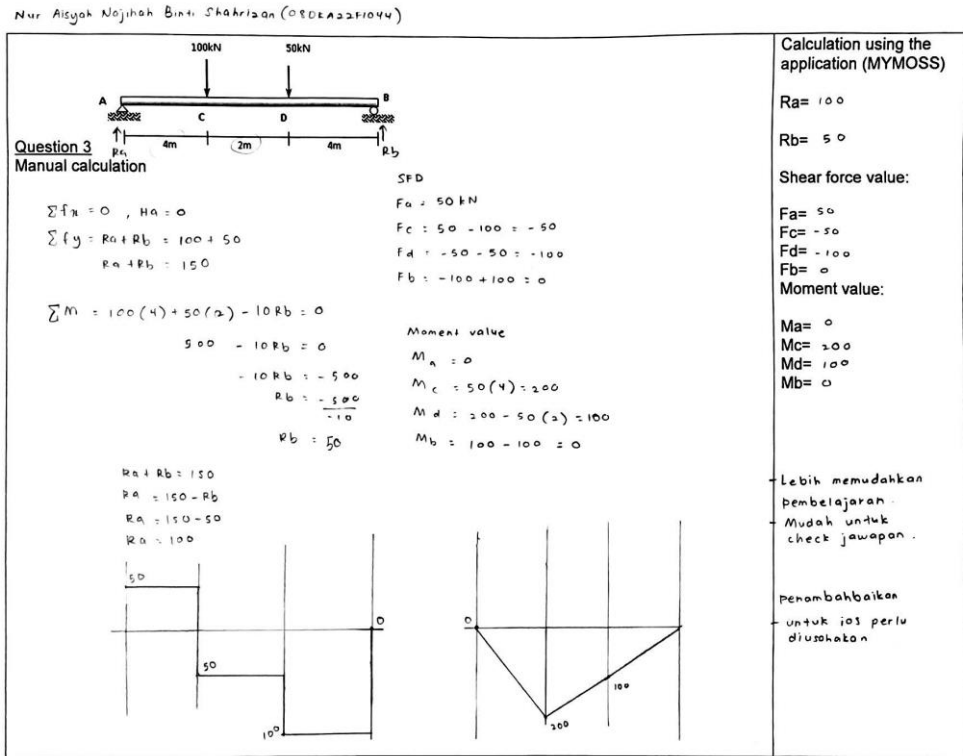 Nur Aisyah Najihah Binti Shahrizan (08DKA22F1044)
100kN 50kN
A B
C D
Ra 4m 2m 4m Rb
Question 3
Manual calculation
Σfx = 0 , Ha = 0
Σfy = Ra+Rb = 100 + 50
Ra+Rb = 150
ΣM = 100(4) + 50(2) - 10Rb = 0
500 - 10Rb = 0
-10Rb = -500
Rb = -500
-10
Rb = 50
Ra+Rb = 150
Ra = 150 - Rb
Ra = 150 - 50
Ra = 100
SFD
Fa = 50 kN
Fc = 50 - 100 = -50
Fd = -50 - 50 = -100
Fb = -100 + 100 = 0
Moment value
Ma = 0
Mc = 50(4) = 200
Md = 200 - 50(2) = 100
Mb = 100 - 100 = 0
50
50
100
0
0
200
100
Calculation using the
application (MYMOSS)
Ra= 100
Rb= 50
Shear force value:
Fa= 50
Fc= -50
Fd= -100
Fb= 0
Moment value:
Ma= 0
Mc= 200
Md= 100
Mb= 0
- Lebih memudahkan
pembelajaran.
- Mudah untuk
check jawapan.
Penambahbaikan
- untuk ios perlu
diusahakan